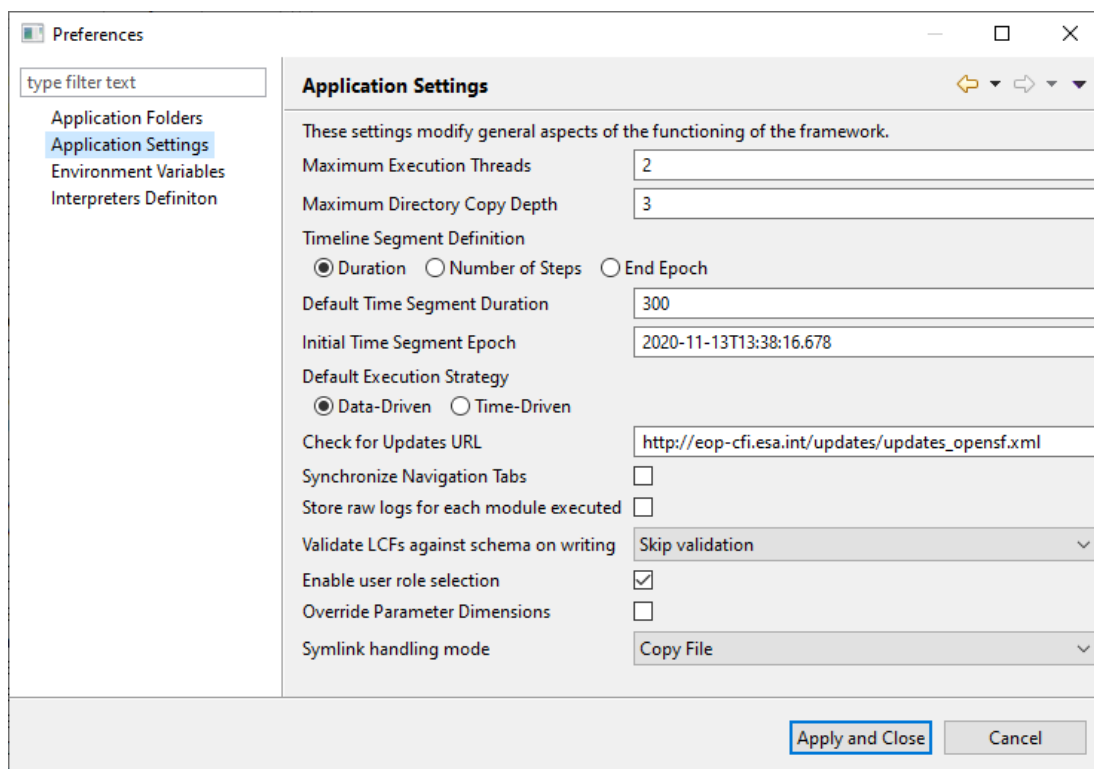 Preferences
type filter text
Application Folders
Application Settings
Environment Variables
Interpreters Definiton
Application Settings
These settings modify general aspects of the functioning of the framework.
Maximum Execution Threads 2
Maximum Directory Copy Depth 3
Timeline Segment Definition
Duration Number of Steps End Epoch
Default Time Segment Duration 300
Initial Time Segment Epoch 2020-11-13T13:38:16.678
Default Execution Strategy
Data-Driven Time-Driven
Check for Updates URL http://eop-cfi.esa.int/updates/updates_opensf.xml
Synchronize Navigation Tabs
Store raw logs for each module executed
Validate LCFs against schema on writing Skip validation
Enable user role selection
Override Parameter Dimensions
Symlink handling mode Copy File
Apply and Close Cancel